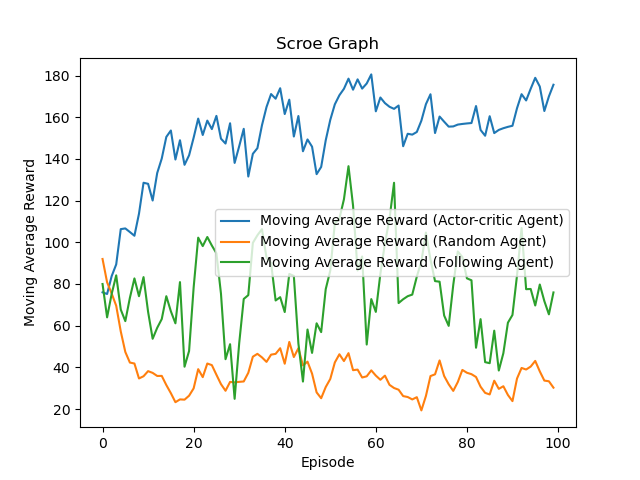 Scroe Graph
Moving Average Reward
180
160
140
120
100
80
60
40
20
Moving Average Reward (Actor-critic Agent)
Moving Average Reward (Random Agent)
Moving Average Reward (Following Agent)
0 20 40 60 80 100
Episode